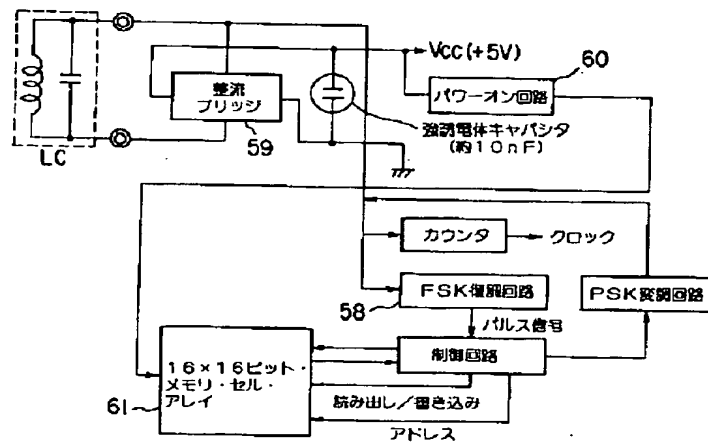 VCC(+5V)
60
整流
ブリッジ
パワーオン回路
59
強誘電体キャパシタ
(約10nF)
LC
カウンタ
クロック
FSK復調回路
PSK変調回路
58
パルス信号
制御回路
16×16ビット・
メモリ・セル・
アレイ
読み出し/書き込み
61
アドレス